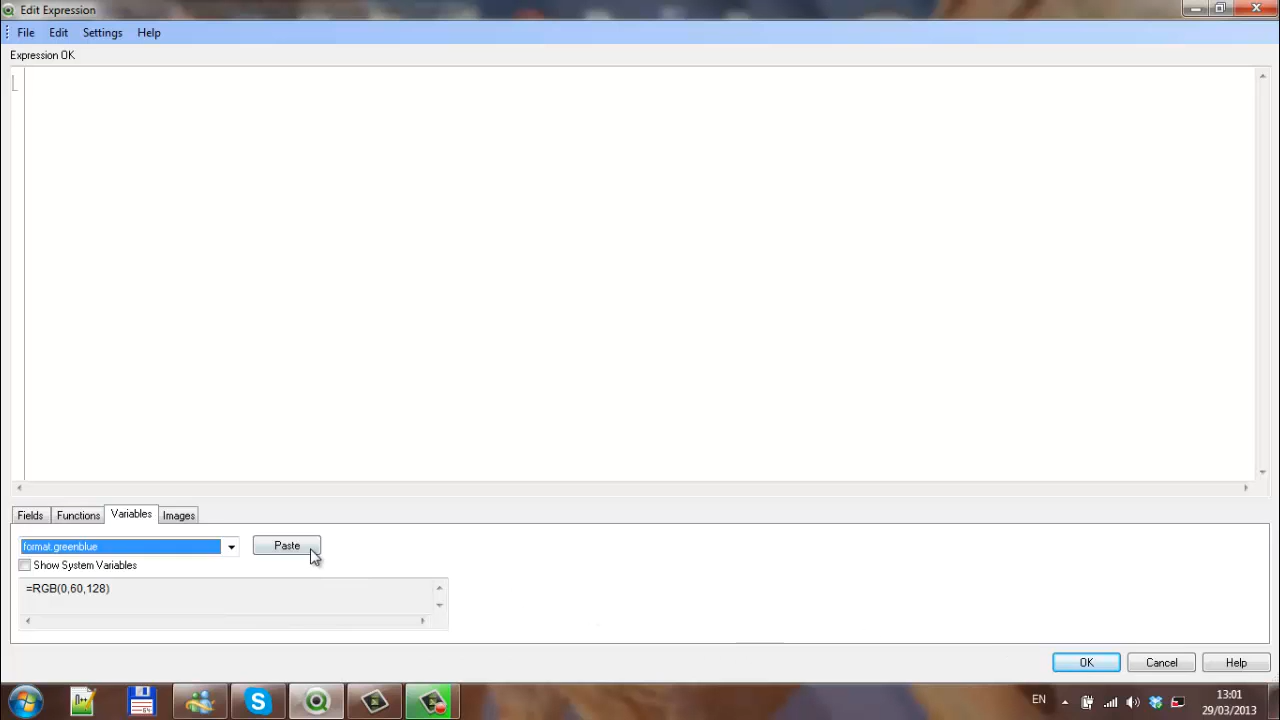 Edit Expression
File Edit Settings Help
Expression OK
Fields Functions Variables Images
format.greenblue Paste
Show System Variables
=RGB(0,60,128)
OK Cancel Help
EN
13:01
29/03/2013